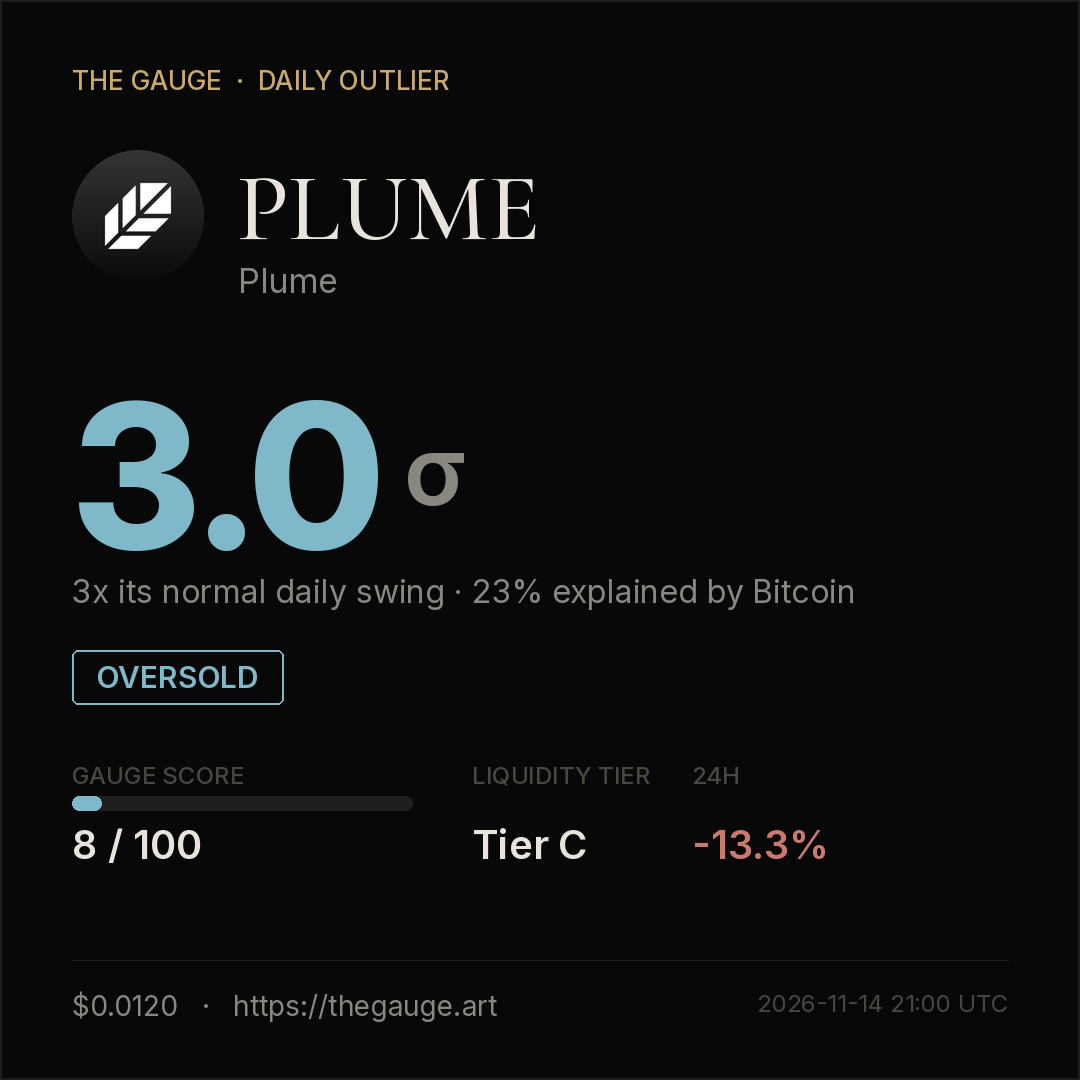 THE GAUGE · DAILY OUTLIER
PLUME
Plume
3.0 σ
3x its normal daily swing · 23% explained by Bitcoin
OVERSOLD
GAUGE SCORE LIQUIDITY TIER 24H
8 / 100 Tier C -13.3%
$0.0120 · https://thegauge.art 2026-11-14 21:00 UTC